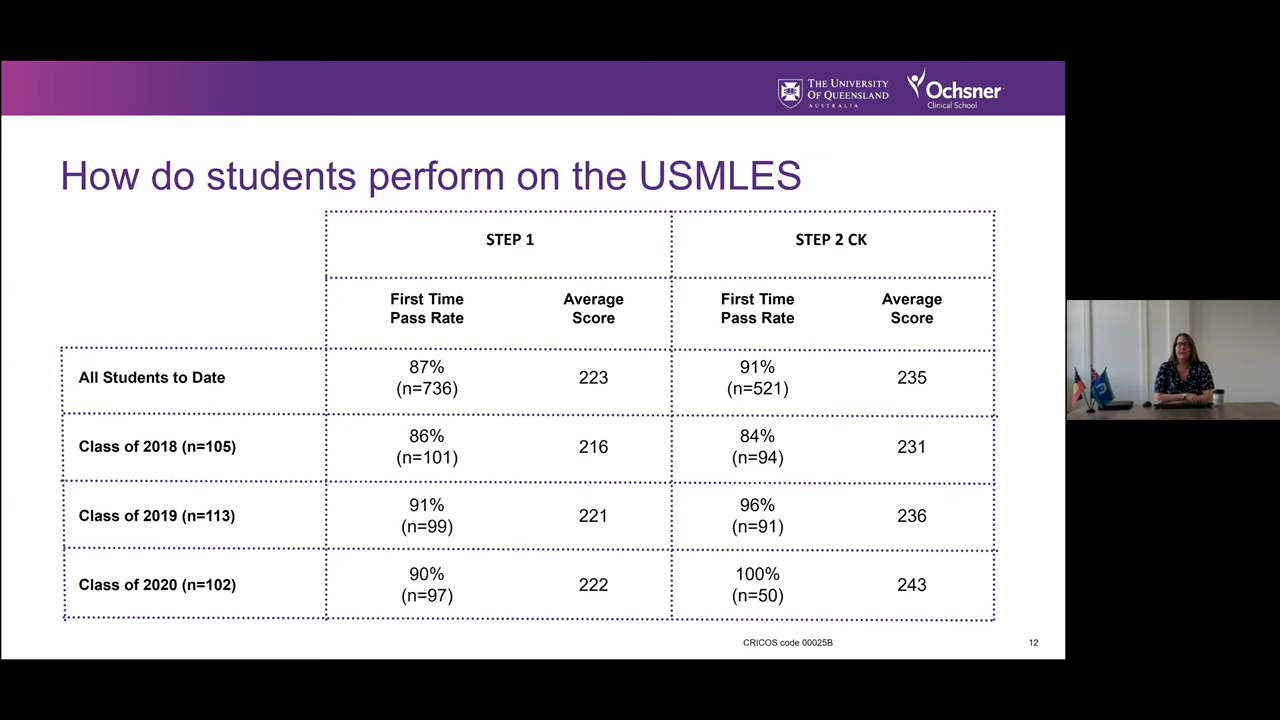 THE UNIVERSITY
OF QUEENSLAND
AUSTRALIA
Ochsner
Clinical School
How do students perform on the USMLES
STEP 1
STEP 2 CK
First Time
Pass Rate
Average
Score
First Time
Pass Rate
Average
Score
All Students to Date
87%
(n=736)
223
91%
(n=521)
235
Class of 2018 (n=105)
86%
(n=101)
216
84%
(n=94)
231
Class of 2019 (n=113)
91%
(n=99)
221
96%
(n=91)
236
Class of 2020 (n=102)
90%
(n=97)
222
100%
(n=50)
243
CRICOS code 00025B
12